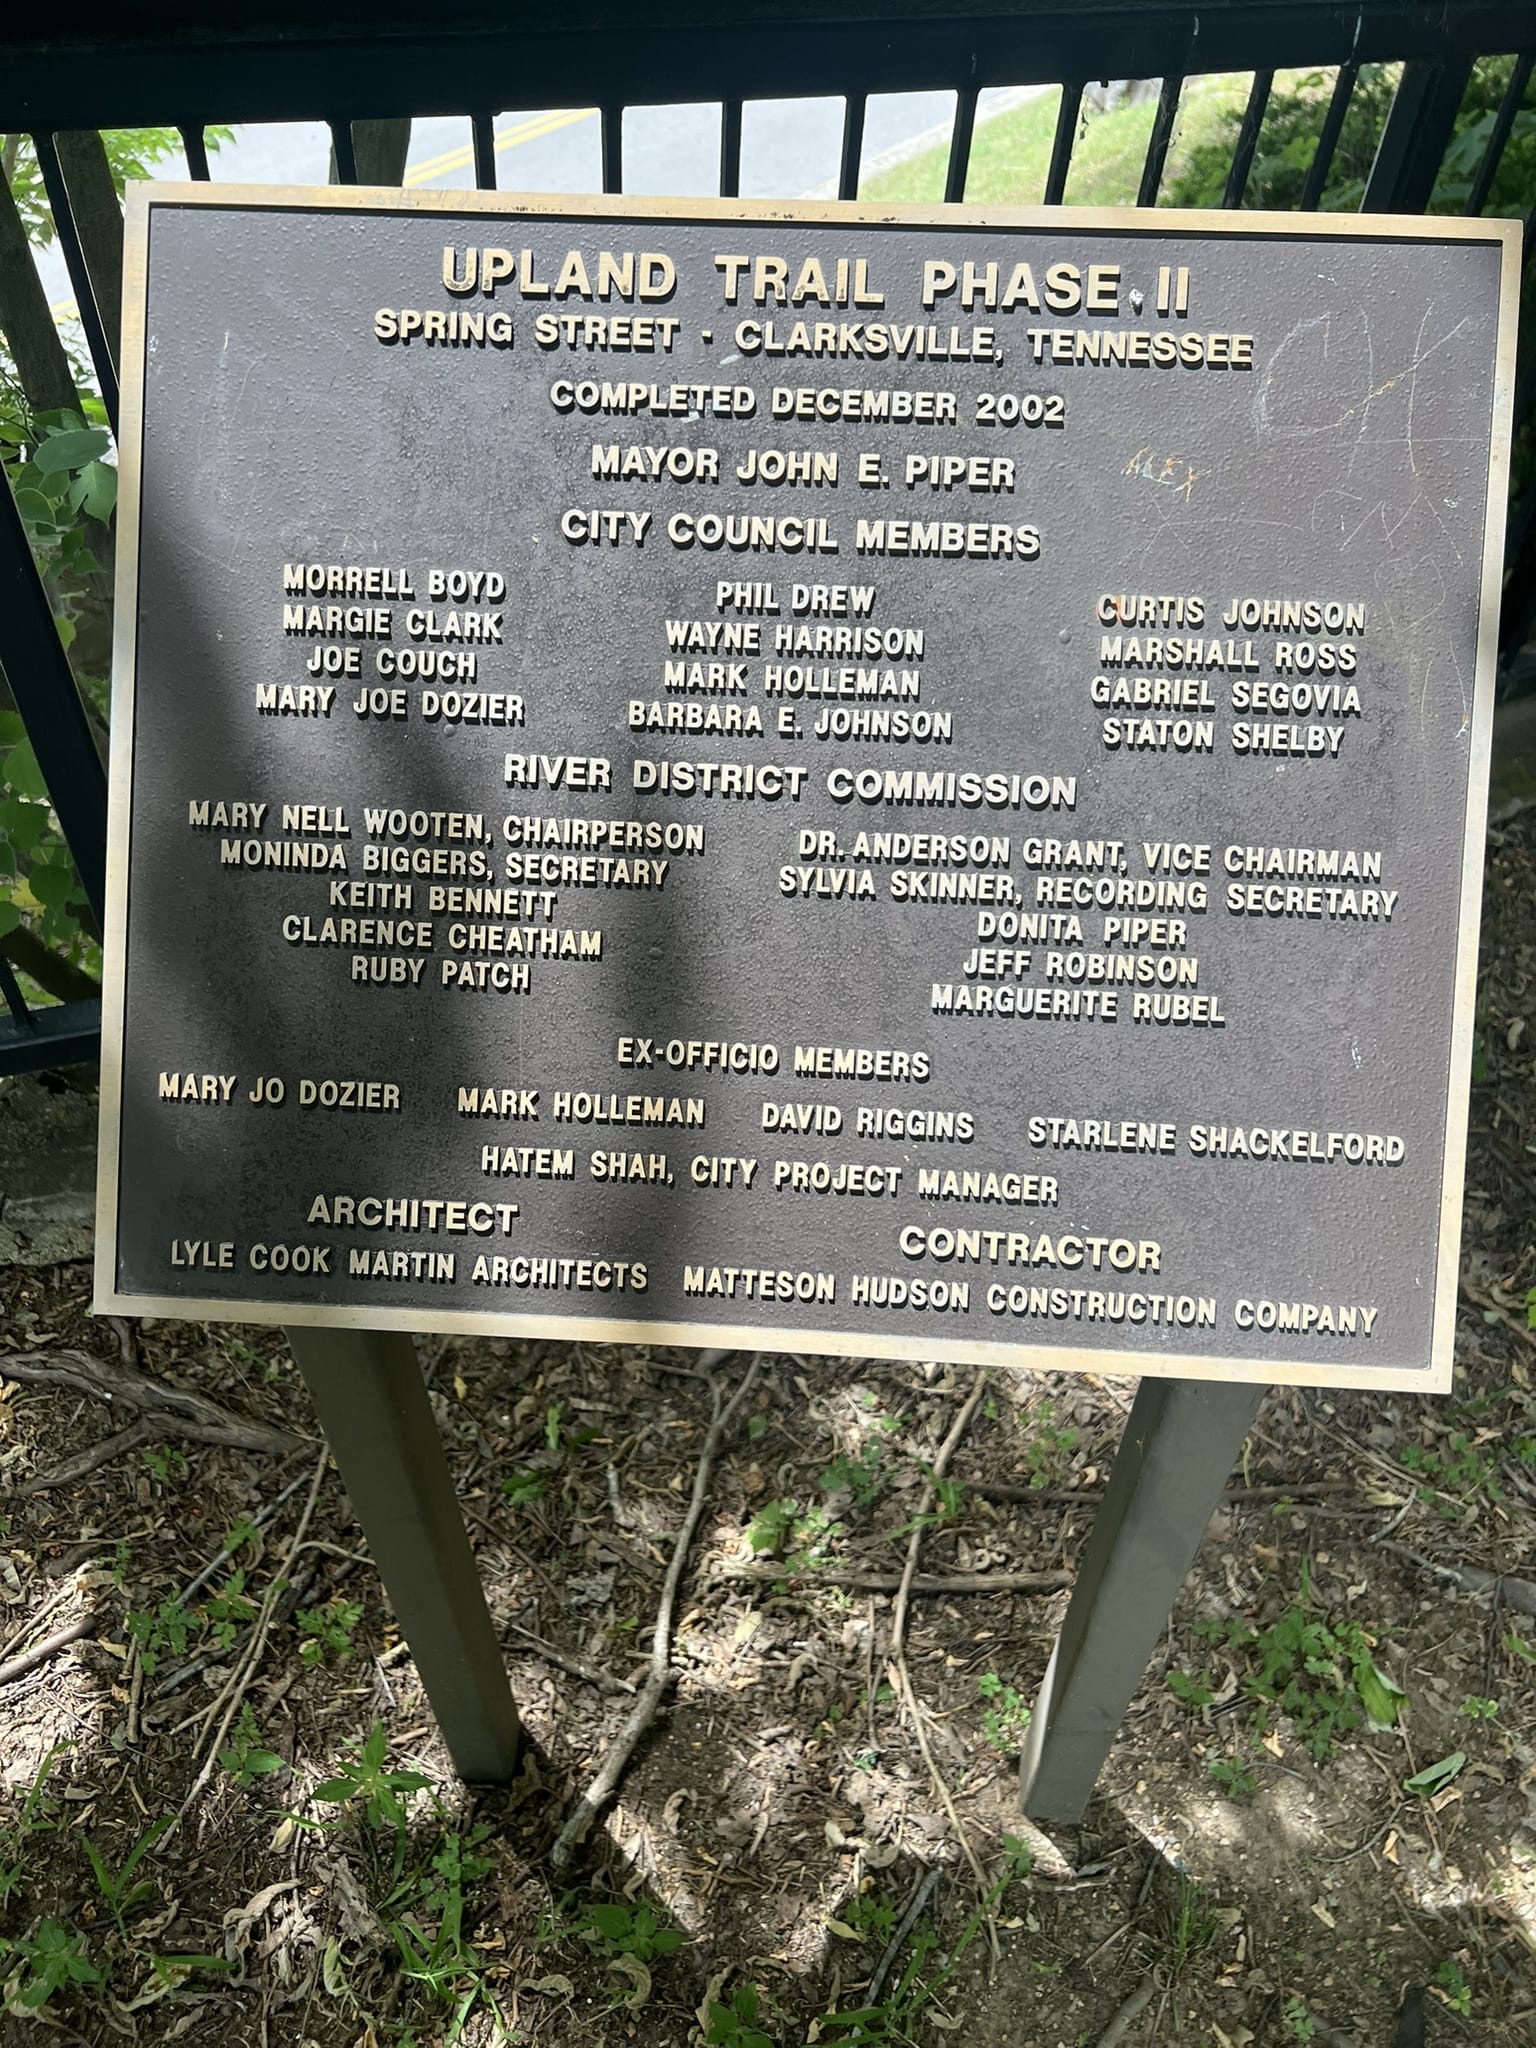 UPLAND TRAIL PHASE II
SPRING STREET - CLARKSVILLE, TENNESSEE
COMPLETED DECEMBER 2002
MAYOR JOHN E. PIPER
ALEX
CITY COUNCIL MEMBERS
MORRELL BOYD PHIL DREW CURTIS JOHNSON
MARGIE CLARK WAYNE HARRISON MARSHALL ROSS
JOE COUCH MARK HOLLEMAN GABRIEL SEGOVIA
MARY JOE DOZIER BARBARA E. JOHNSON STATON SHELBY
RIVER DISTRICT COMMISSION
MARY NELL WOOTEN, CHAIRPERSON DR. ANDERSON GRANT, VICE CHAIRMAN
MONINDA BIGGERS, SECRETARY SYLVIA SKINNER, RECORDING SECRETARY
KEITH BENNETT DONITA PIPER
CLARENCE CHEATHAM JEFF ROBINSON
RUBY PATCH MARGUERITE RUBEL
EX-OFFICIO MEMBERS
MARY JO DOZIER MARK HOLLEMAN DAVID RIGGINS STARLENE SHACKELFORD
HATEM SHAH, CITY PROJECT MANAGER
ARCHITECT CONTRACTOR
LYLE COOK MARTIN ARCHITECTS MATTESON HUDSON CONSTRUCTION COMPANY